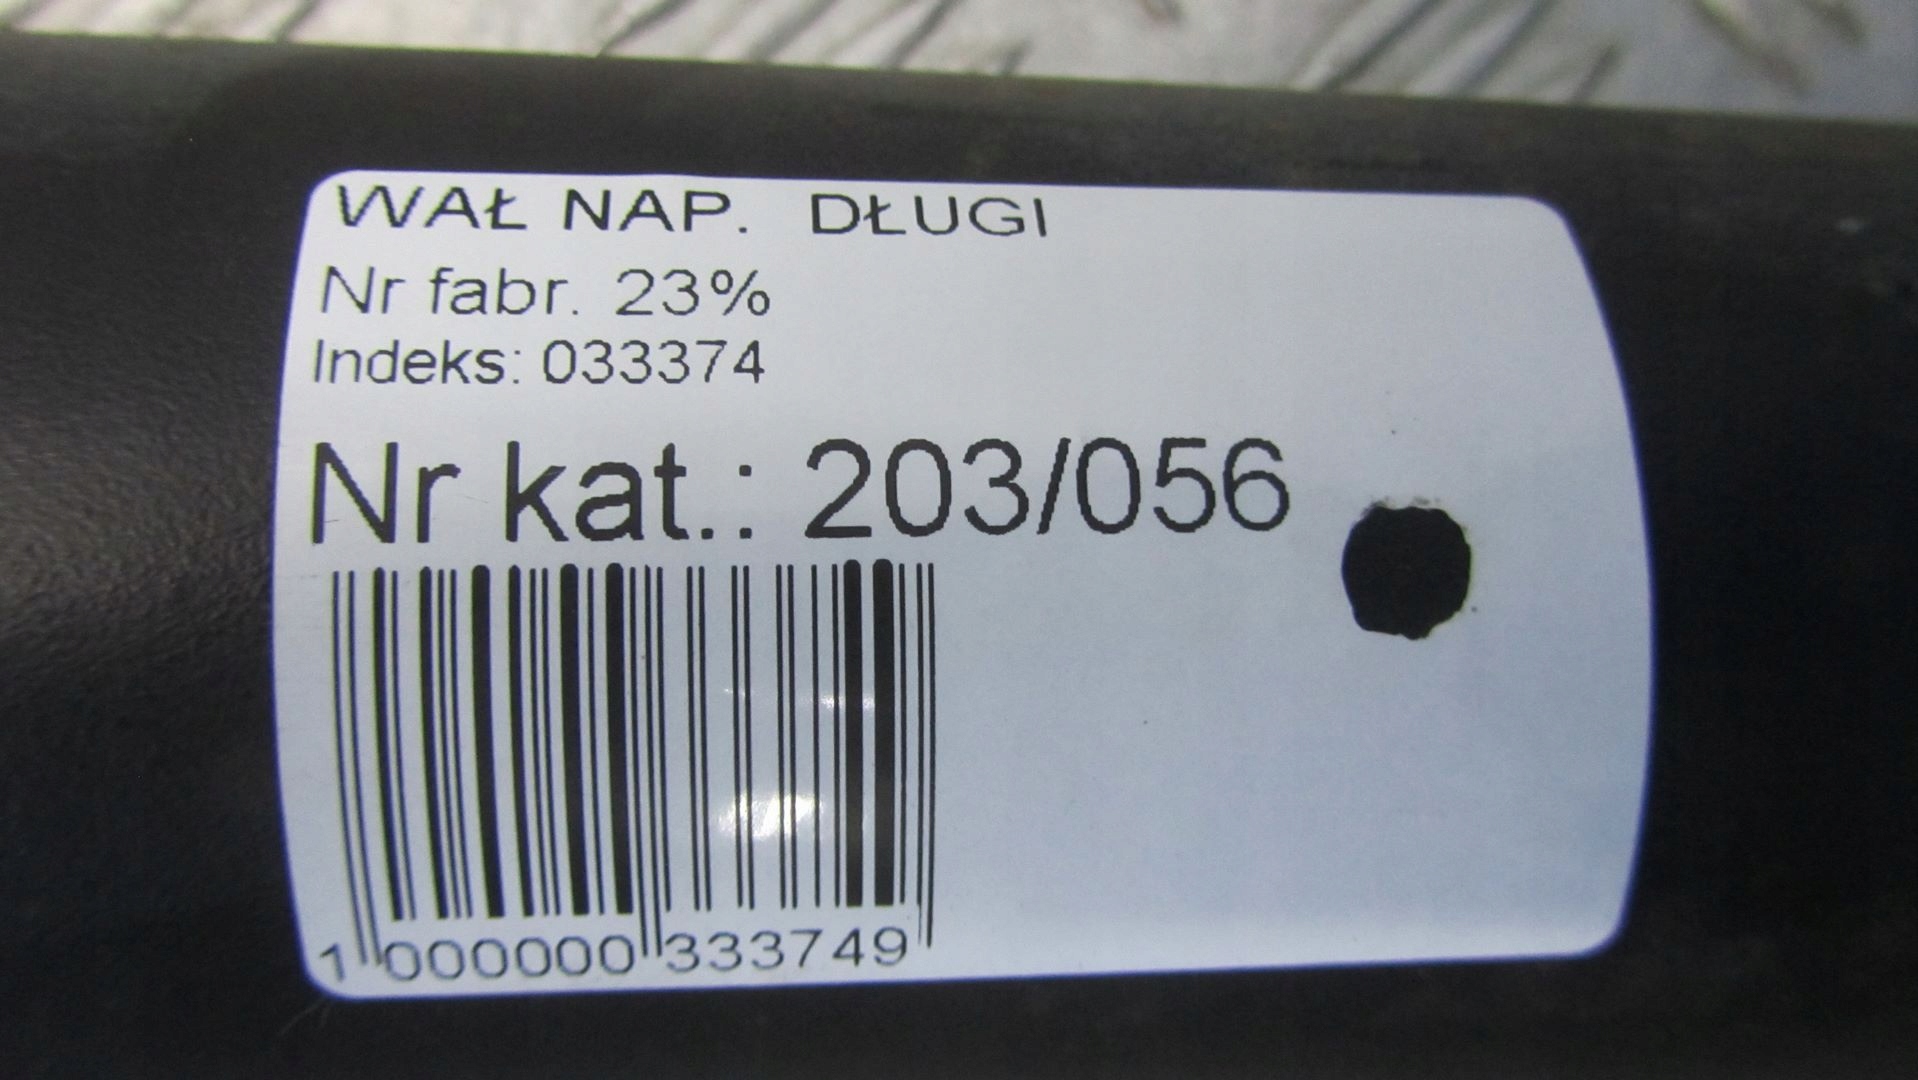 WAŁ NAP. DŁUGI
Nr fabr. 23%
Indeks: 033374
Nr kat.: 203/056
1 000000 333749